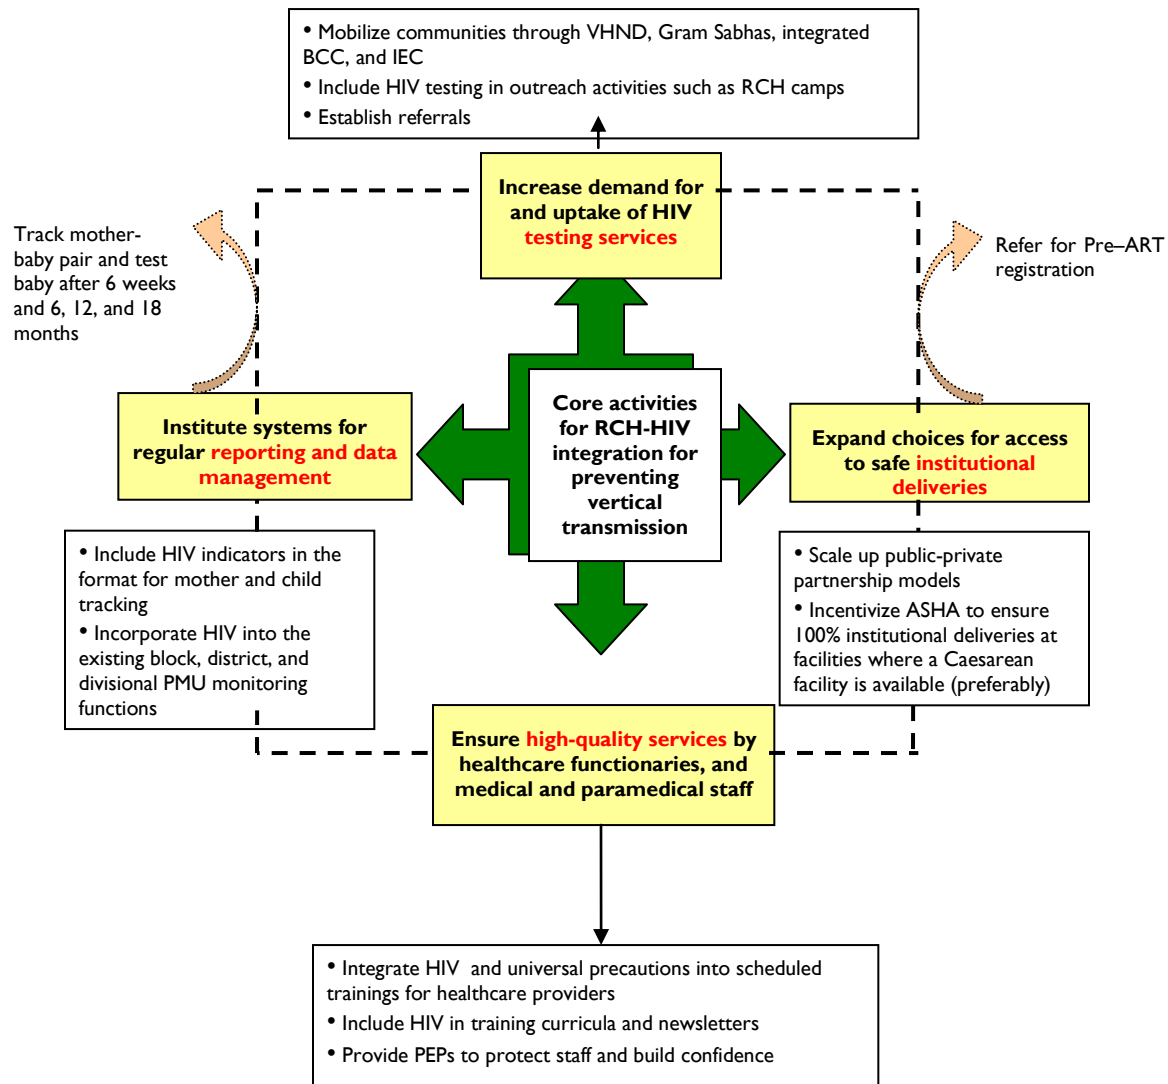 • Mobilize communities through VHND, Gram Sabhas, integrated
BCC, and IEC
• Include HIV testing in outreach activities such as RCH camps
• Establish referrals
Increase demand for
and uptake of HIV
testing services
Track mother-
baby pair and test
baby after 6 weeks
and 6, 12, and 18
months
Refer for Pre–ART
registration
Institute systems for
regular reporting and data
management
Core activities
for RCH-HIV
integration for
preventing
vertical
transmission
Expand choices for access
to safe institutional
deliveries
• Include HIV indicators in the
format for mother and child
tracking
• Incorporate HIV into the
existing block, district, and
divisional PMU monitoring
functions
• Scale up public-private
partnership models
• Incentivize ASHA to ensure
100% institutional deliveries at
facilities where a Caesarean
facility is available (preferably)
Ensure high-quality services by
healthcare functionaries, and
medical and paramedical staff
• Integrate HIV and universal precautions into scheduled
trainings for healthcare providers
• Include HIV in training curricula and newsletters
• Provide PEPs to protect staff and build confidence